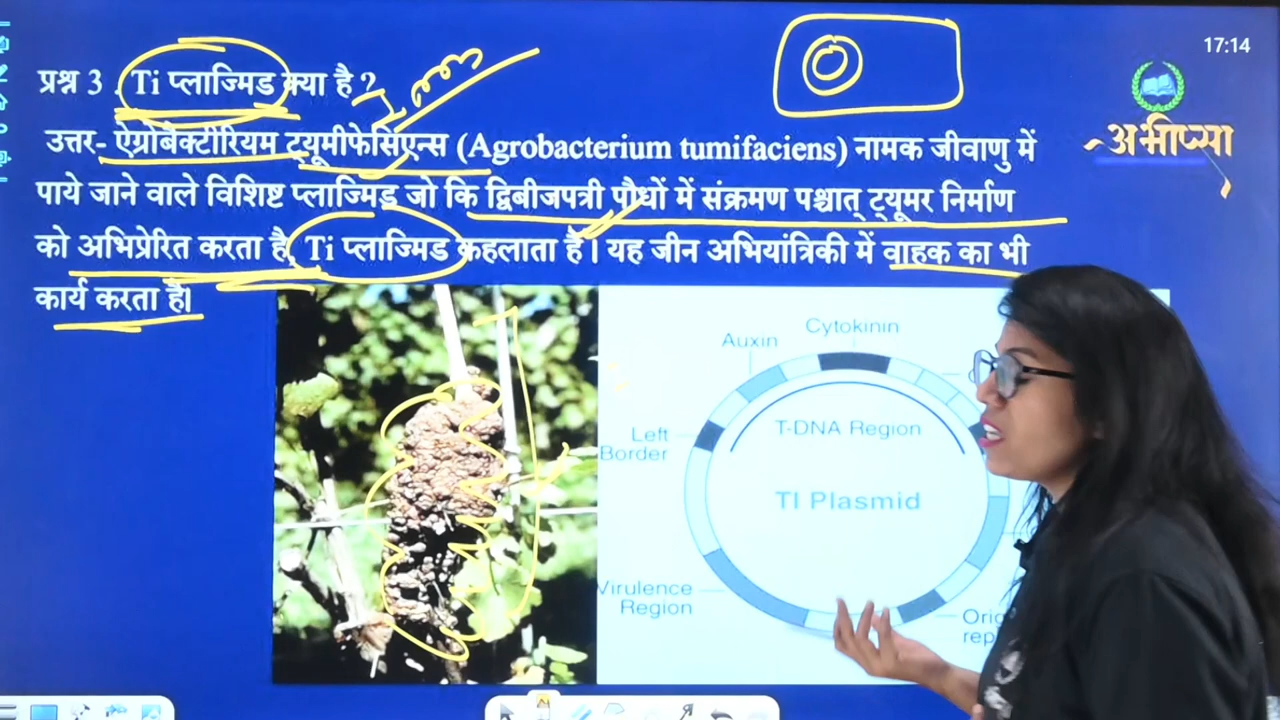 17:14
प्रश्न 3 Ti प्लाज्मिड क्या है ?
उत्तर- ऐग्रोबैक्टीरियम ट्यूमीफेसिएन्स (Agrobacterium tumifaciens) नामक जीवाणु में
पाये जाने वाले विशिष्ट प्लाज्मिड जो कि द्विबीजपत्री पौधों में संक्रमण पश्चात् ट्यूमर निर्माण
को अभिप्रेरित करता है, Ti प्लाज्मिड कहलाता है। यह जीन अभियांत्रिकी में वाहक का भी
कार्य करता है।
अभीप्सा
Cytokinin
Auxin
T-DNA Region
Left
Border
TI Plasmid
Virulence
Region